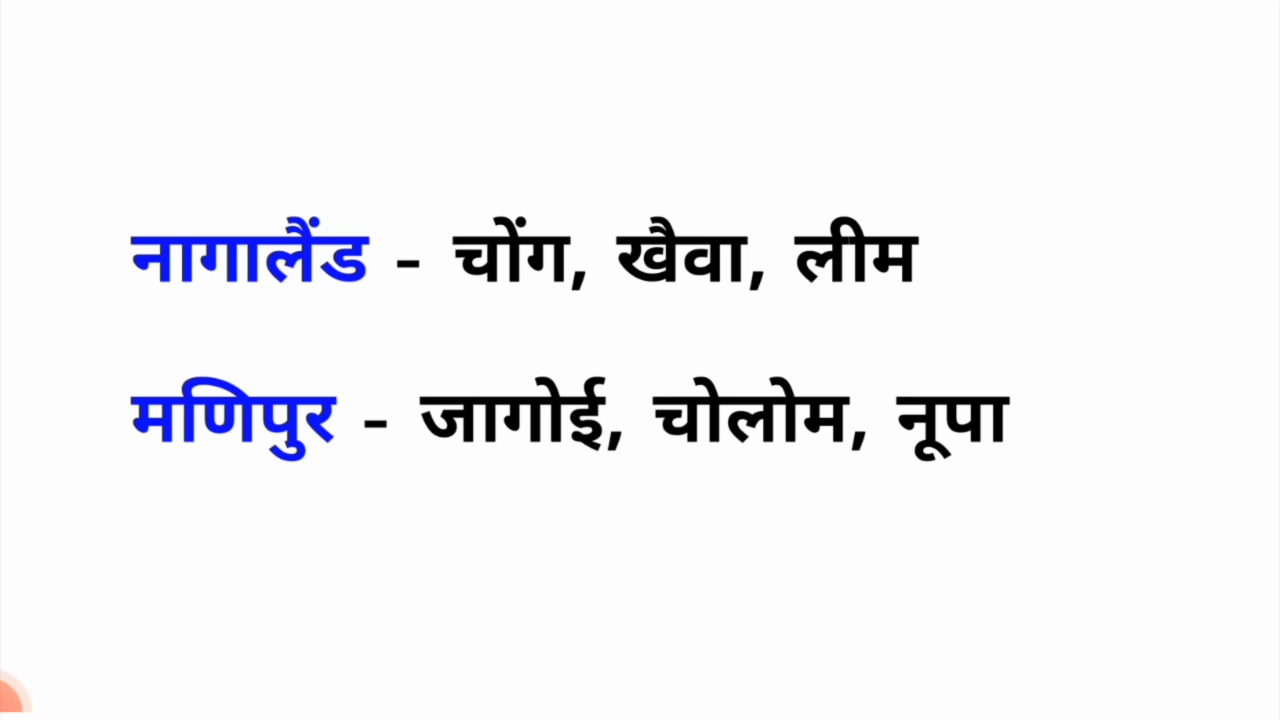 नागालैंड - चोंग, खैवा, लीम
मणिपुर - जागोई, चोलोम, नूपा